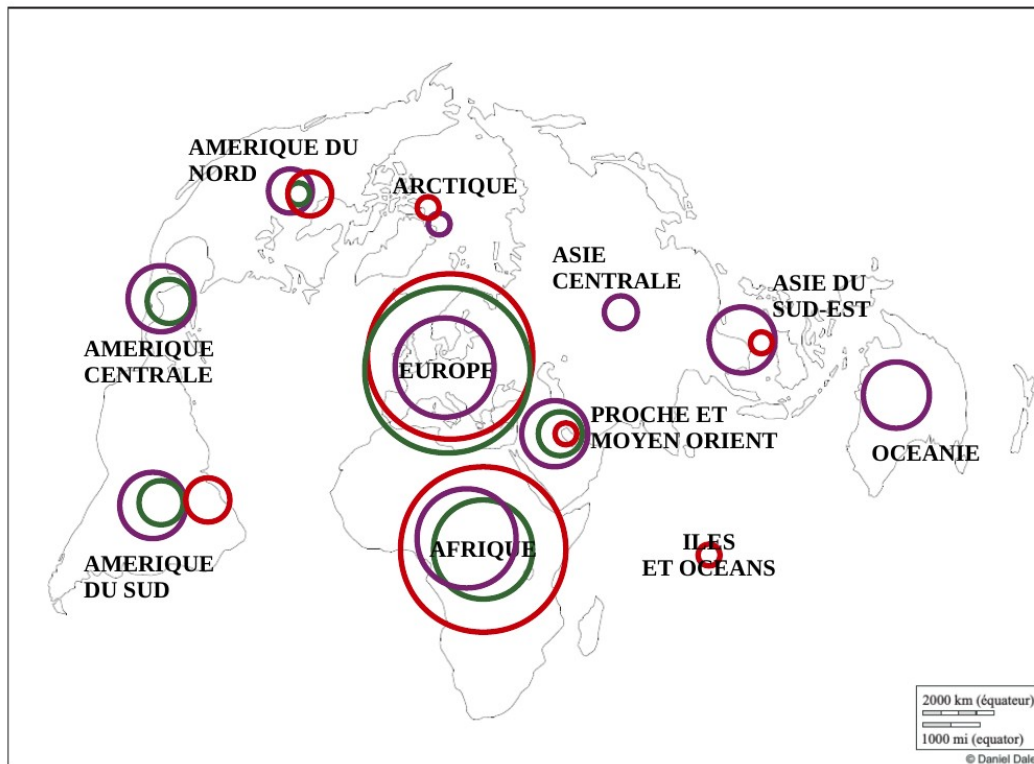 AMERIQUE DU
NORD
ARCTIQUE
ASIE
CENTRALE
ASIE DU
SUD-EST
AMERIQUE
CENTRALE
EUROPE
PROCHE ET
MOYEN ORIENT
OCEANIE
AFRIQUE
ILES
ET OCEANS
AMERIQUE
DU SUD
2000 km (équateur)
1000 mi (equator)
© Daniel Dale